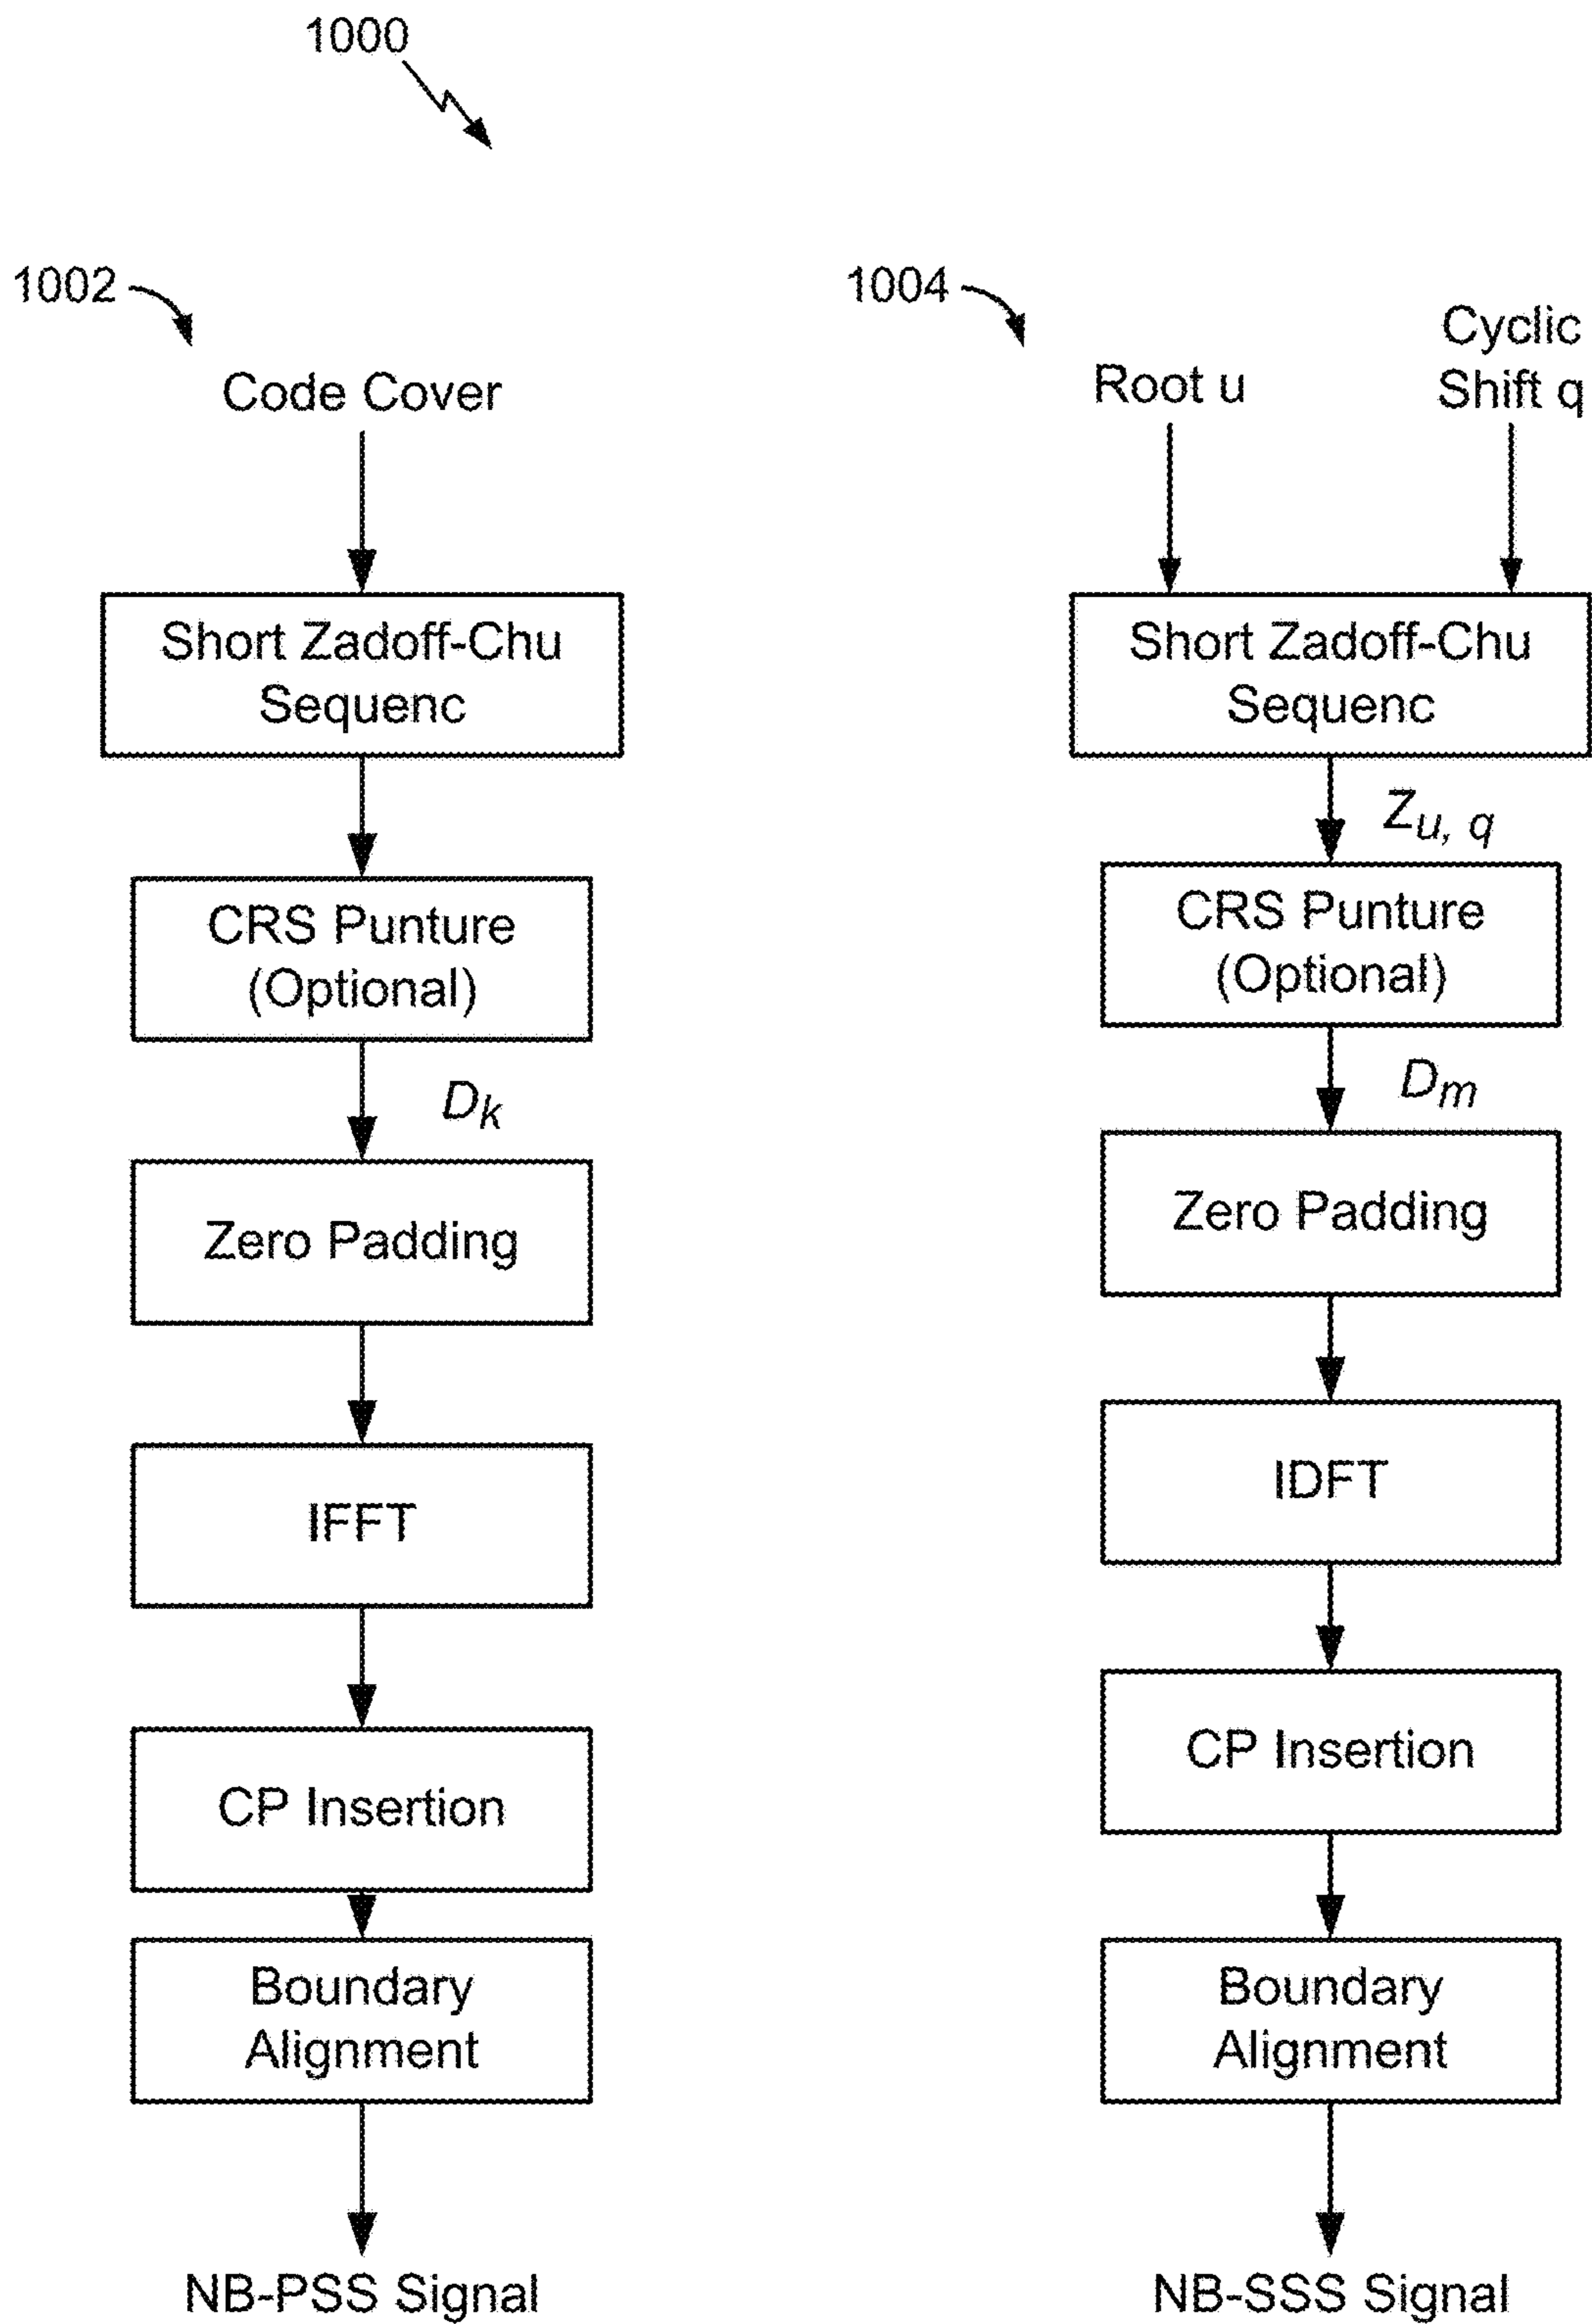 1000
1002
Code Cover
Short Zadoff-Chu
Sequenc
CRS Punture
(Optional)
Dk
Zero Padding
IFFT
CP Insertion
Boundary
Alignment
NB-PSS Signal
1004
Root u
Cyclic
Shift q
Short Zadoff-Chu
Sequenc
Zu, q
CRS Punture
(Optional)
Dm
Zero Padding
IDFT
CP Insertion
Boundary
Alignment
NB-SSS Signal